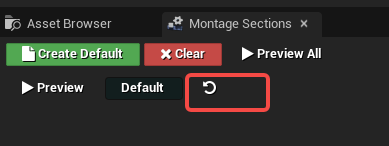 Asset Browser Montage Sections
Create Default Clear Preview All
Preview Default